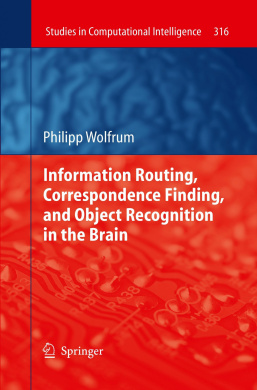 Studies in Computational Intelligence 316
Philipp Wolfrum
Information Routing,
Correspondence Finding,
and Object Recognition
in the Brain
Springer